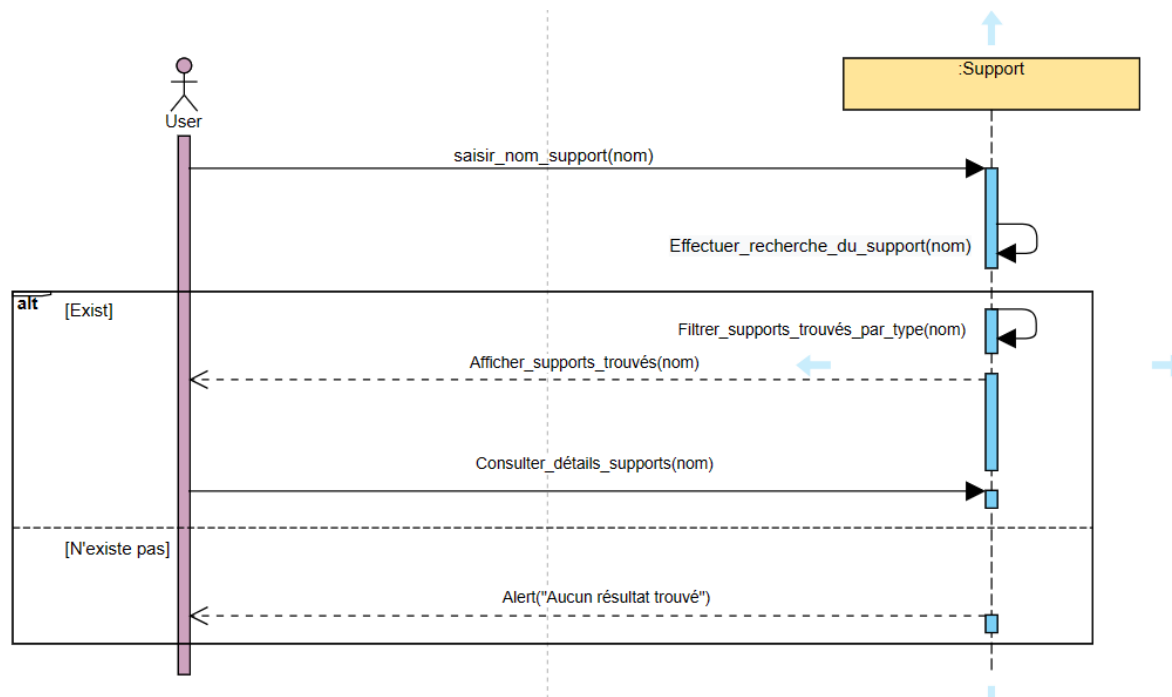 :Support
User
saisir_nom_support(nom)
Effectuer_recherche_du_support(nom)
alt
[Exist]
Filtrer_supports_trouvés_par_type(nom)
Afficher_supports_trouvés(nom)
Consulter_détails_supports(nom)
[N'existe pas]
Alert("Aucun résultat trouvé")